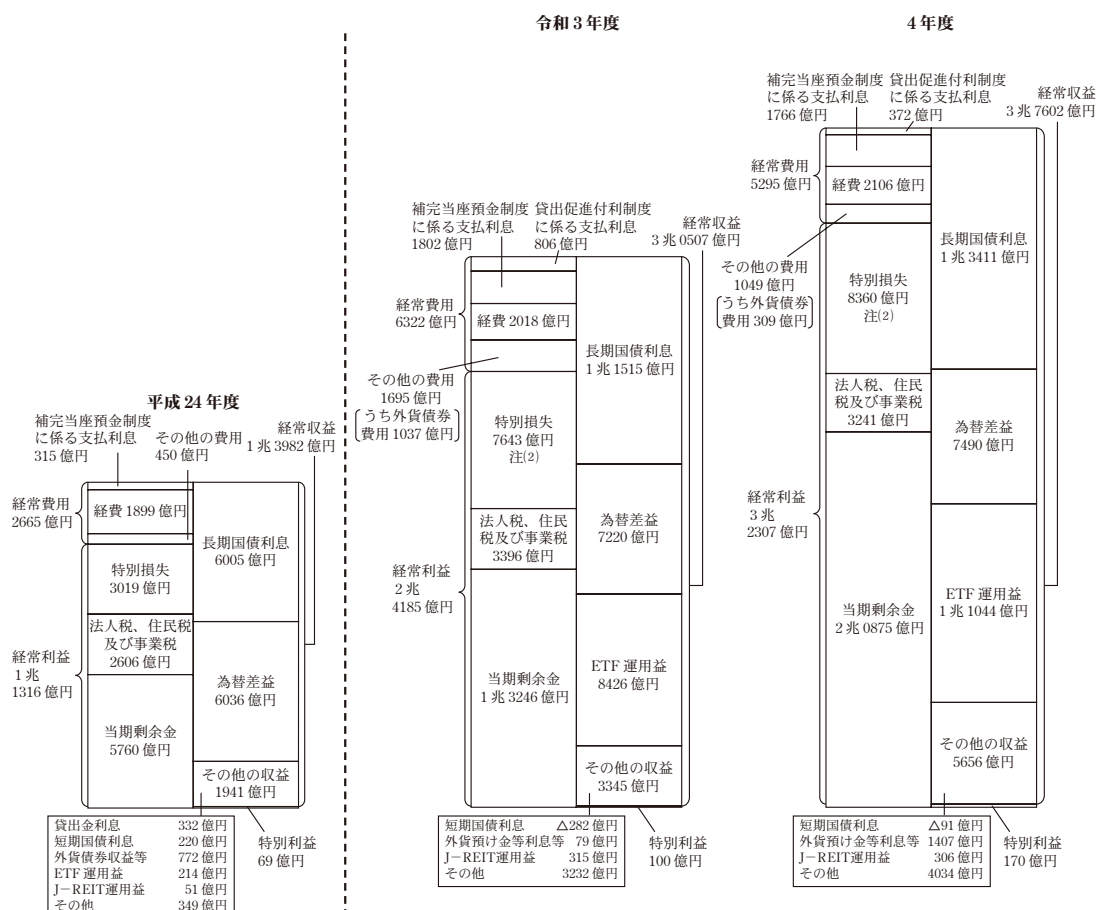 平成 24 年度
補完当座預金制度
に係る支払利息
315 億円
その他の費用
450 億円
経常収益
1 兆 3982 億円
経常費用
2665 億円
経費 1899 億円
特別損失
3019 億円
法人税、住民税
及び事業税
2606 億円
経常利益
1 兆
1316 億円
当期剰余金
5760 億円
長期国債利息
6005 億円
為替差益
6036 億円
その他の収益
1941 億円
貸出金利息 332 億円
短期国債利息 220 億円
外貨債券収益等 772 億円
ETF 運用益 214 億円
J－REIT運用益 51 億円
その他 349 億円
特別利益
69 億円
令和 3 年度
補完当座預金制度
に係る支払利息
1802 億円
貸出促進付利制度
に係る支払利息
806 億円
経常収益
3 兆 0507 億円
経常費用
6322 億円
経費 2018 億円
その他の費用
1695 億円
うち外貨債券
費用 1037 億円
特別損失
7643 億円
注(2)
法人税、住民
税及び事業税
3396 億円
経常利益
2 兆
4185 億円
当期剰余金
1 兆 3246 億円
長期国債利息
1 兆 1515 億円
為替差益
7220 億円
ETF 運用益
8426 億円
その他の収益
3345 億円
短期国債利息 △282 億円
外貨預け金等利息等 79 億円
J－REIT運用益 315 億円
その他 3232 億円
特別利益
100 億円
4 年度
補完当座預金制度
に係る支払利息
1766 億円
貸出促進付利制度
に係る支払利息
372 億円
経常収益
3 兆 7602 億円
経常費用
5295 億円
経費 2106 億円
その他の費用
1049 億円
うち外貨債券
費用 309 億円
特別損失
8360 億円
注(2)
法人税、住民
税及び事業税
3241 億円
経常利益
3 兆
2307 億円
当期剰余金
2 兆 0875 億円
長期国債利息
1 兆 3411 億円
為替差益
7490 億円
ETF 運用益
1 兆 1044 億円
その他の収益
5656 億円
短期国債利息 △91 億円
外貨預け金等利息等 1407 億円
J－REIT運用益 306 億円
その他 4034 億円
特別利益
170 億円